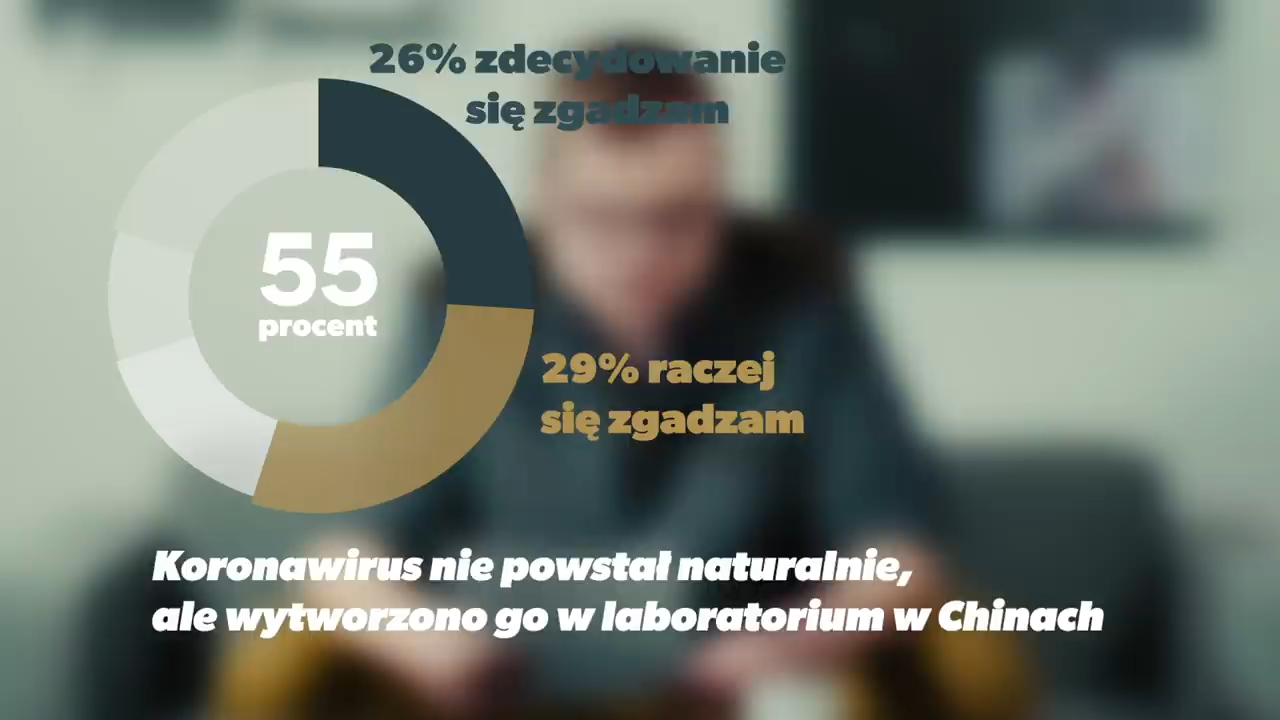 26% zdecydowanie
się zgadzam
55
procent
29% raczej
się zgadzam
Koronawirus nie powstał naturalnie,
ale wytworzono go w laboratorium w Chinach